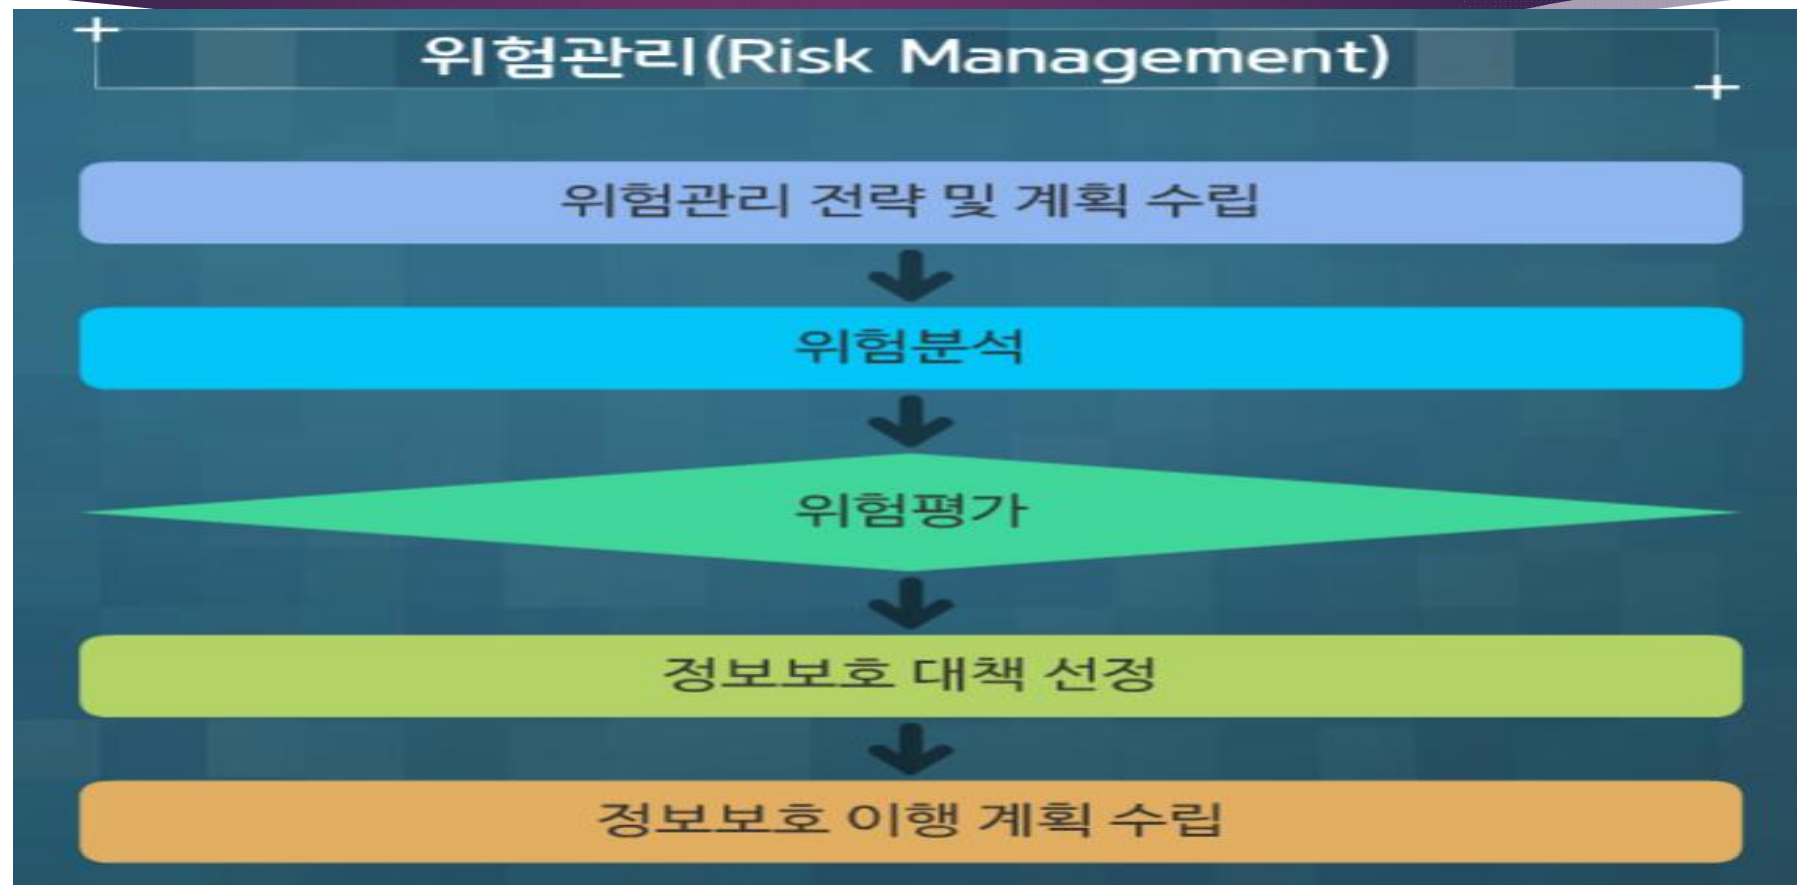 위험관리(Risk Management)
위험관리 전략 및 계획 수립
위험분석
위험평가
정보보호 대책 선정
정보보호 이행 계획 수립